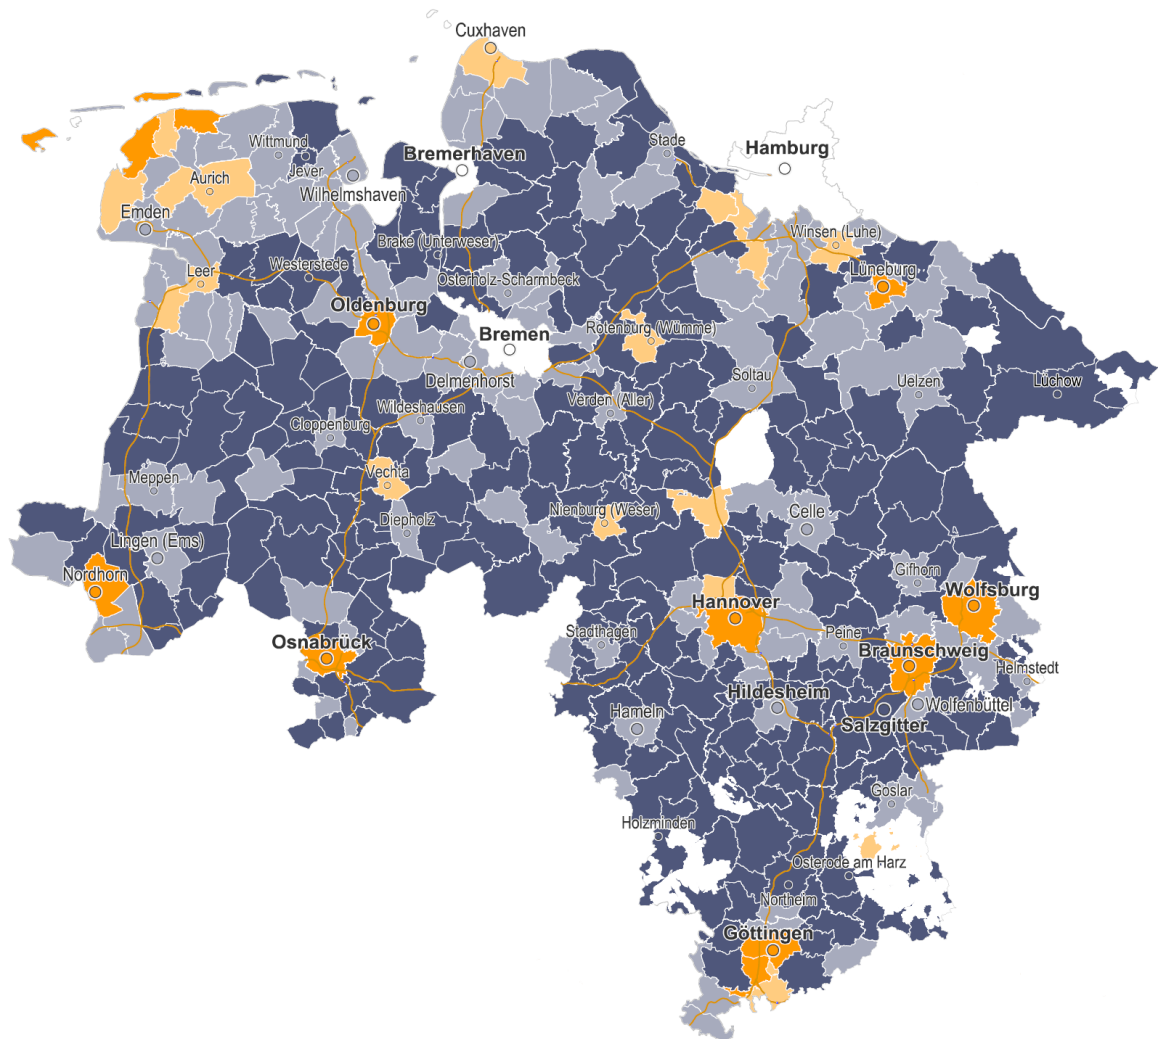 Cuxhaven
Hamburg
Stade
Wittmund
Bremerhaven
Jever
Aurich
Wilhelmshaven
Emden
Winsen (Luhe)
Brake (Unterweser)
Westerstede
Leer
Lüneburg
Osterholz-Scharmbeck
Oldenburg
Rotenburg (Wümme)
Bremen
Soltau
Uelzen
Lüchow
Delmenhorst
Verden (Aller)
Wildeshausen
Cloppenburg
Vechta
Meppen
Nienburg (Weser)
Celle
Diepholz
Lingen (Ems)
Gifhorn
Nordhorn
Wolfsburg
Hannover
Stadthagen
Peine
Osnabrück
Braunschweig
Helmstedt
Hildesheim
Wolfenbüttel
Hameln
Salzgitter
Goslar
Holzminden
Osterode am Harz
Northeim
Göttingen